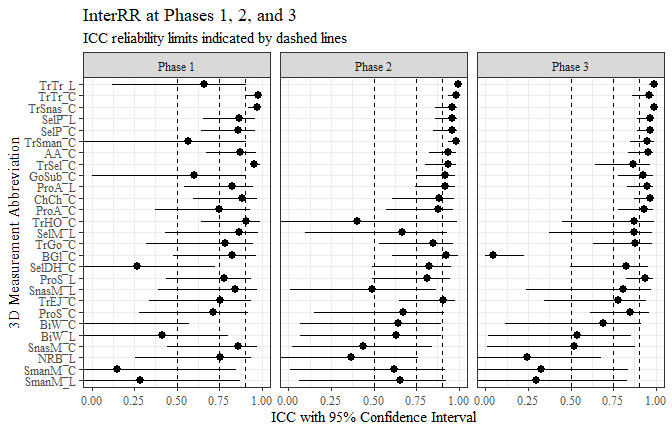 InterRR at Phases 1, 2, and 3
ICC reliability limits indicated by dashed lines
Phase 1
Phase 2
Phase 3
3D Measurement Abbreviation
TrTr_L
TrTr_C
TrSnas_C
SelP_L
SelP_C
TrSman_C
AA_C
TrSel_C
GoSub_C
ProA_L
ChCh_C
ProA_C
TrHO_C
SelM_L
TrGo_C
BGl_C
SelDH_C
ProS_L
SnasM_L
TrEJ_C
ProS_C
BiW_C
BiW_L
SnasM_C
NRB_L
SmanM_C
SmanM_L
0.00 0.25 0.50 0.75 1.00
0.00 0.25 0.50 0.75 1.00
0.00 0.25 0.50 0.75 1.00
ICC with 95% Confidence Interval